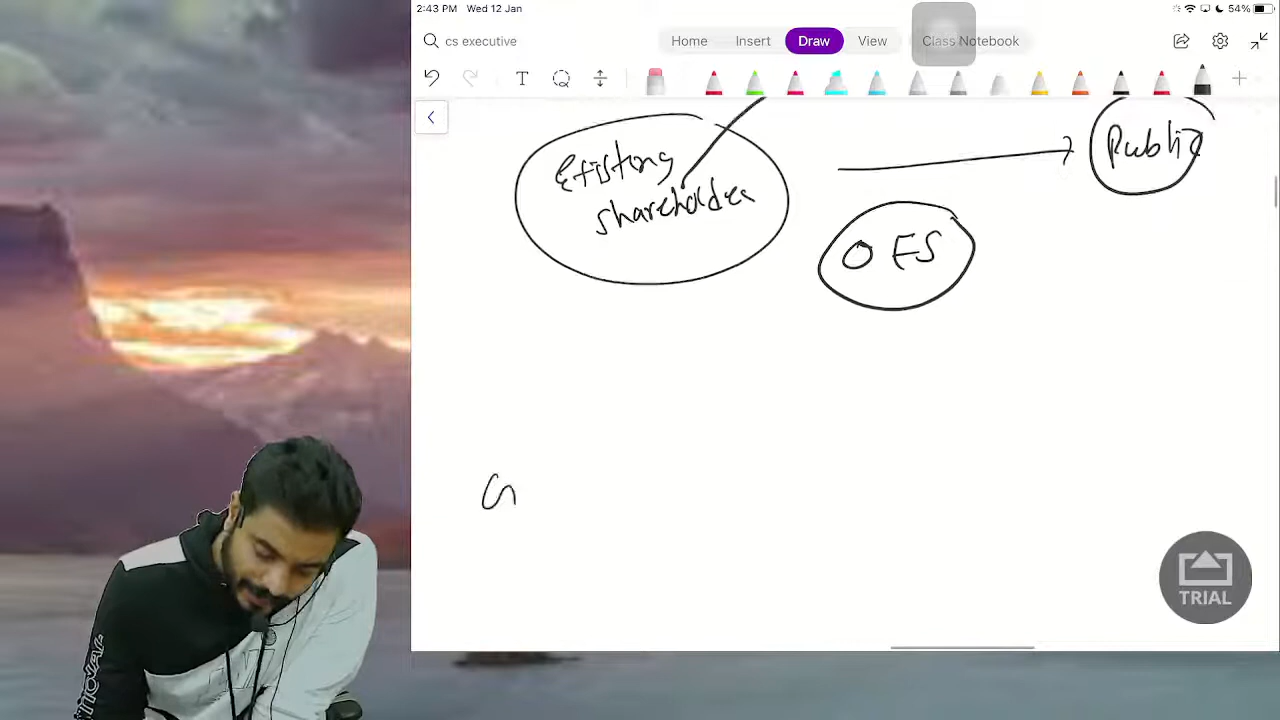 2:43 PM Wed 12 Jan
54%
cs executive
Home Insert Draw View Class Notebook
T
Existong
shareholder
Public
OFS
TRIAL